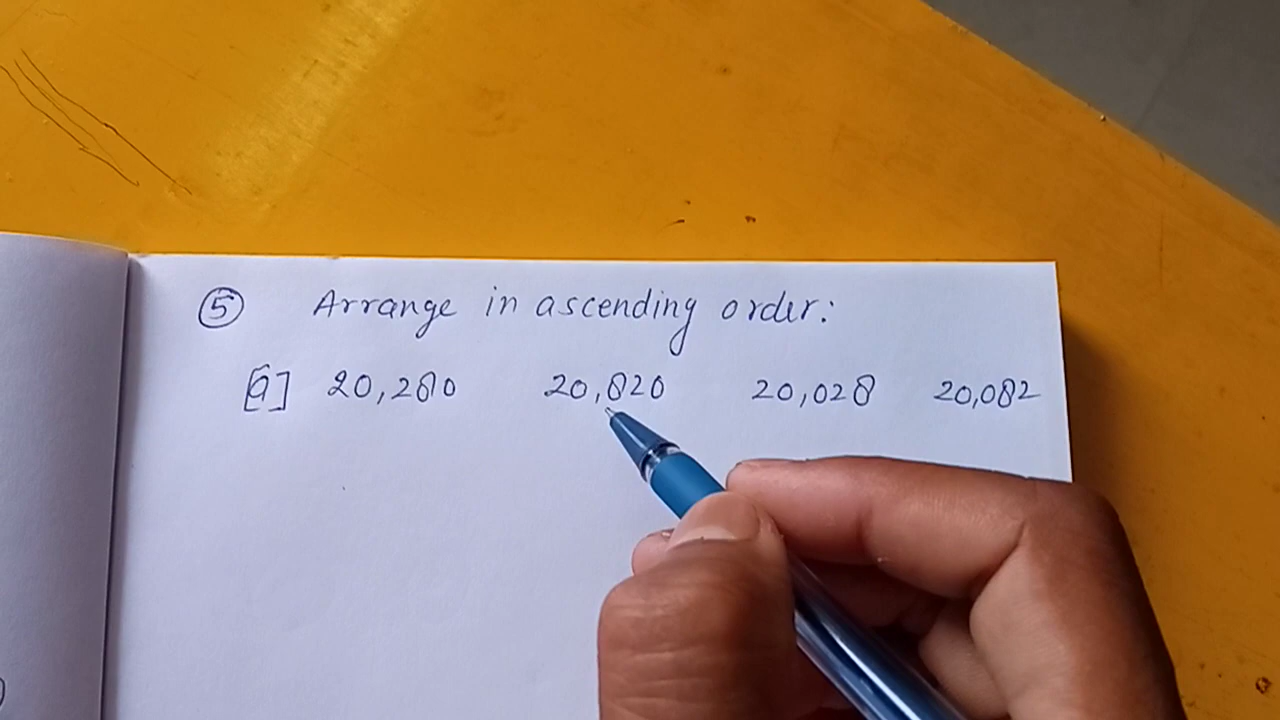 ⑤ Arrange in ascending order:
[a] 20,280 20,820 20,028 20,082